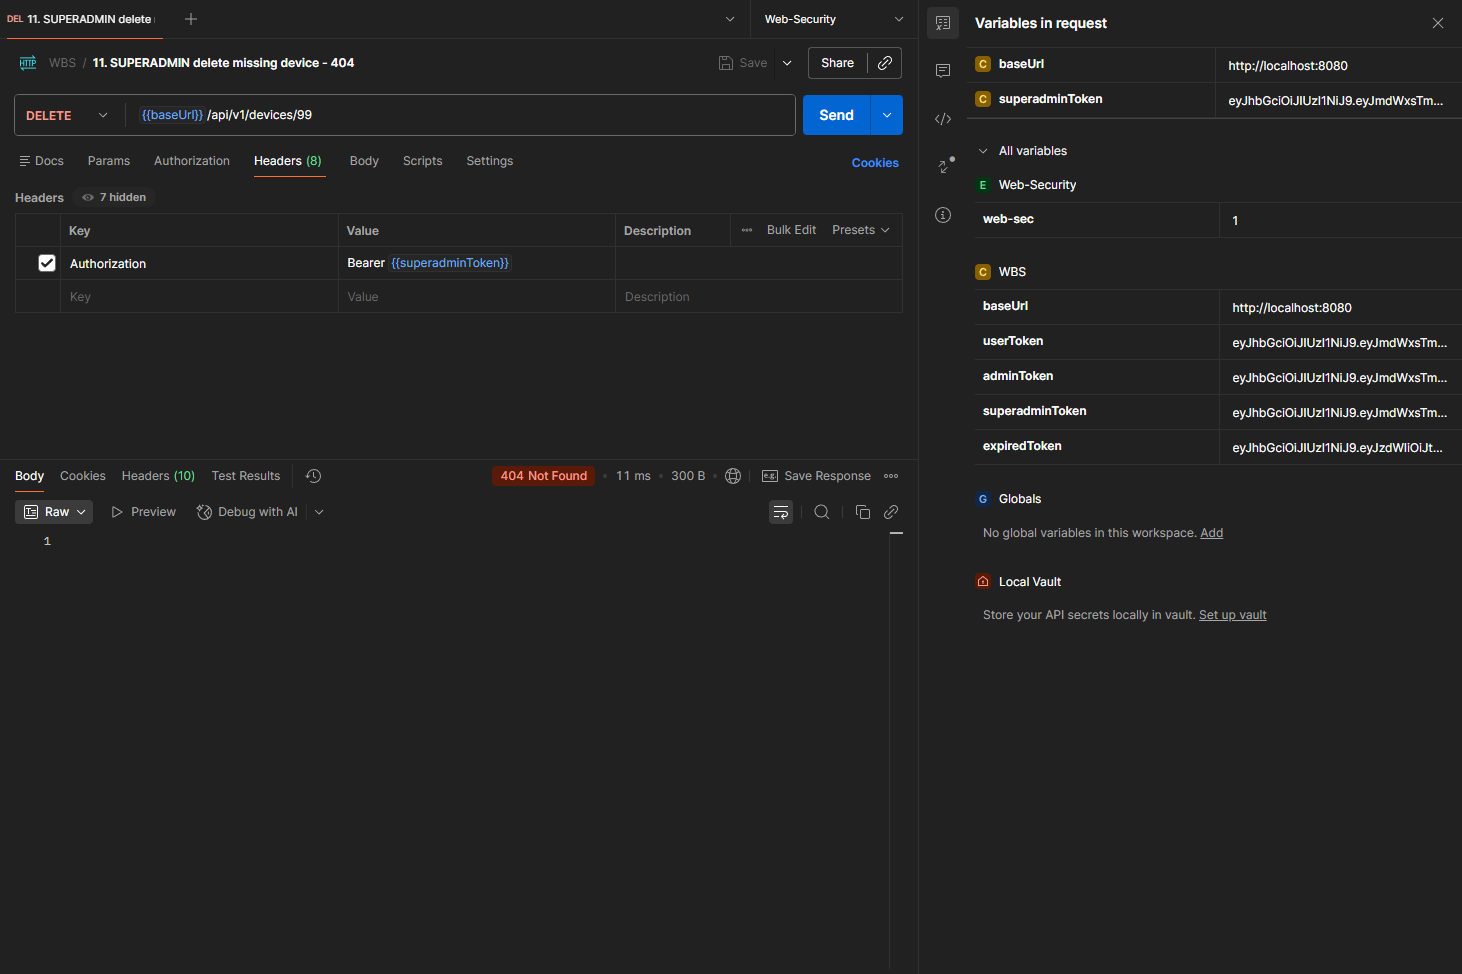 DEL 11. SUPERADMIN delete
Web-Security
HTTP WBS / 11. SUPERADMIN delete missing device - 404
Save
Share
DELETE {{baseUrl}} /api/v1/devices/99
Send
Docs Params Authorization Headers (8) Body Scripts Settings
Cookies
Headers 7 hidden
Key Value Description Bulk Edit Presets
Authorization Bearer {{superadminToken}}
Key Value Description
Body Cookies Headers (10) Test Results
404 Not Found 11 ms 300 B e.g. Save Response
Raw Preview Debug with AI
1
Variables in request
C baseUrl http://localhost:8080
C superadminToken eyJhbGciOiJIUzI1NiJ9.eyJmdWxsTm...
All variables
E Web-Security
web-sec 1
C WBS
baseUrl http://localhost:8080
userToken eyJhbGciOiJIUzI1NiJ9.eyJmdWxsTm...
adminToken eyJhbGciOiJIUzI1NiJ9.eyJmdWxsTm...
superadminToken eyJhbGciOiJIUzI1NiJ9.eyJmdWxsTm...
expiredToken eyJhbGciOiJIUzI1NiJ9.eyJzdWIiOiJt...
G Globals
No global variables in this workspace. Add
Local Vault
Store your API secrets locally in vault. Set up vault